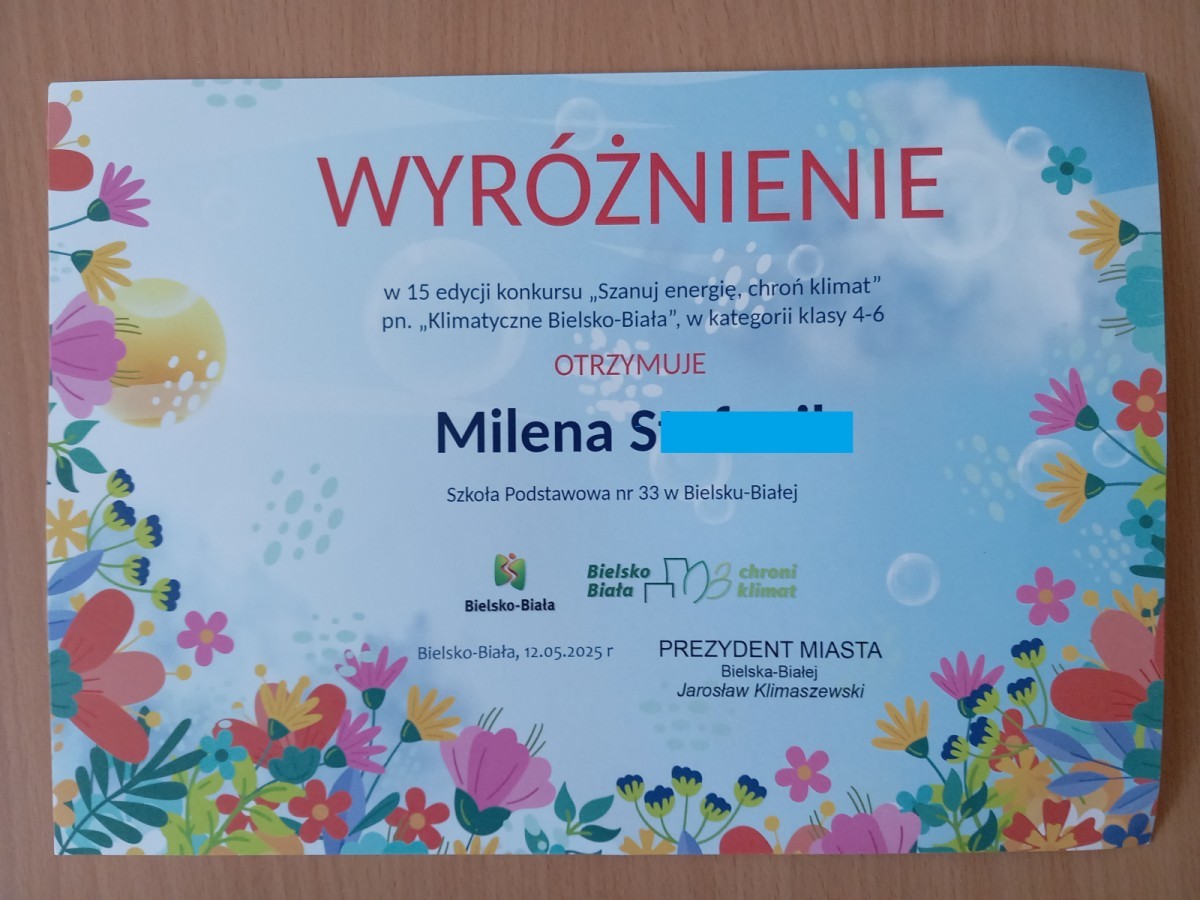 WYRÓŻNIENIE
w 15 edycji konkursu „Szanuj energię, chroń klimat”
pn. „Klimatyczne Bielsko-Biała”, w kategorii klasy 4-6
OTRZYMUJE
Milena
Szkoła Podstawowa nr 33 w Bielsku-Białej
Bielsko-Biała
Bielsko
Biała
chroni
klimat
Bielsko-Biała, 12.05.2025 r
PREZYDENT MIASTA
Bielska-Białej
Jarosław Klimaszewski